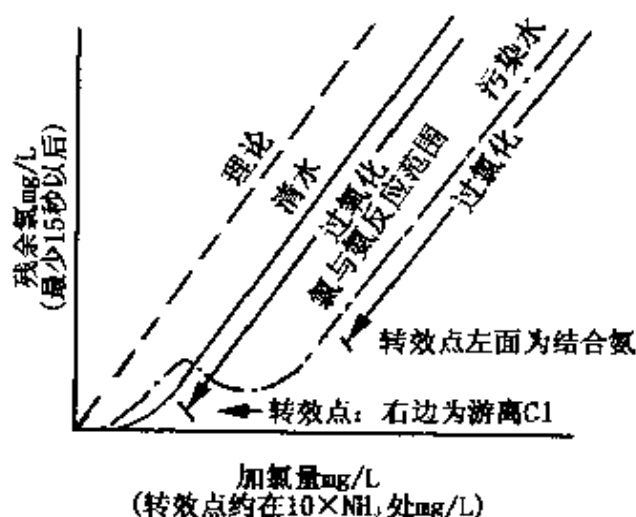 残余氯mg/L
(最少15秒以后)
理论
清水
过氯化
氯与氨反应范围
污染水
过氯化
转效点左面为结合氨
转效点：右边为游离Cl
加氯量mg/L
(转效点约在10×NH₃处mg/L)